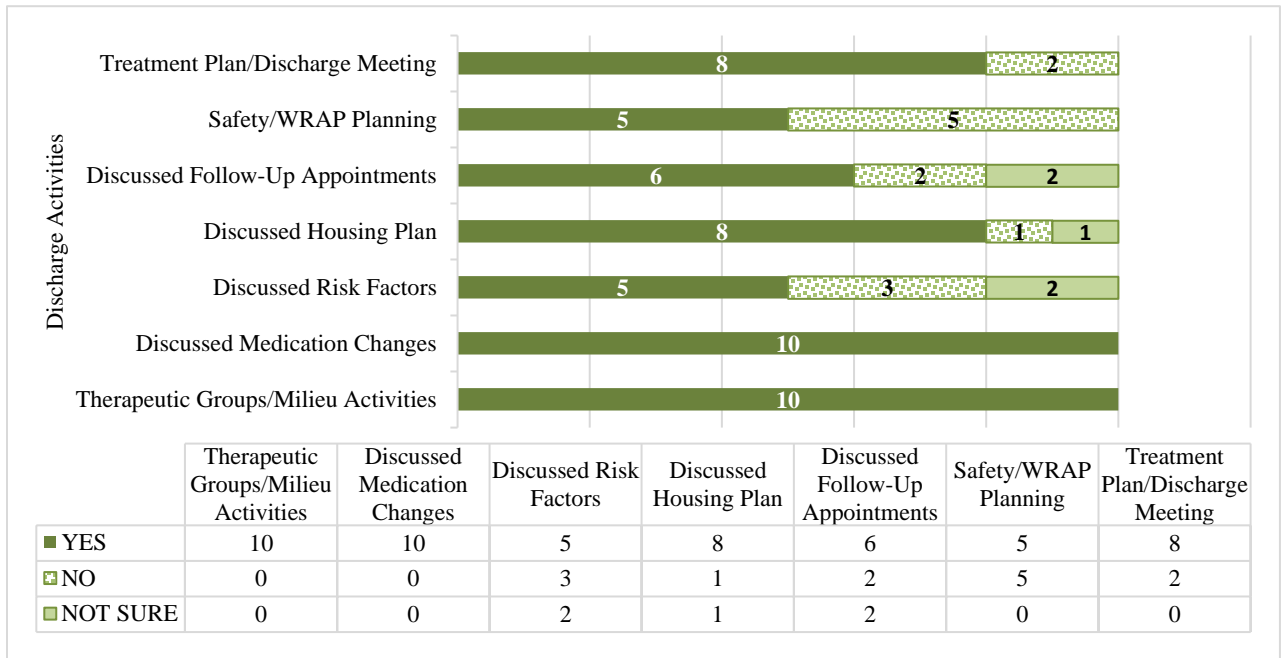 Discharge Activities
Treatment Plan/Discharge Meeting
8
2
Safety/WRAP Planning
5
5
Discussed Follow-Up Appointments
6
2
2
Discussed Housing Plan
8
1
1
Discussed Risk Factors
5
3
2
Discussed Medication Changes
10
Therapeutic Groups/Milieu Activities
10
Therapeutic
Groups/Milieu
Activities
Discussed
Medication
Changes
Discussed Risk
Factors
Discussed
Housing Plan
Discussed
Follow-Up
Appointments
Safety/WRAP
Planning
Treatment
Plan/Discharge
Meeting
YES 10 10 5 8 6 5 8
NO 0 0 3 1 2 5 2
NOT SURE 0 0 2 1 2 0 0